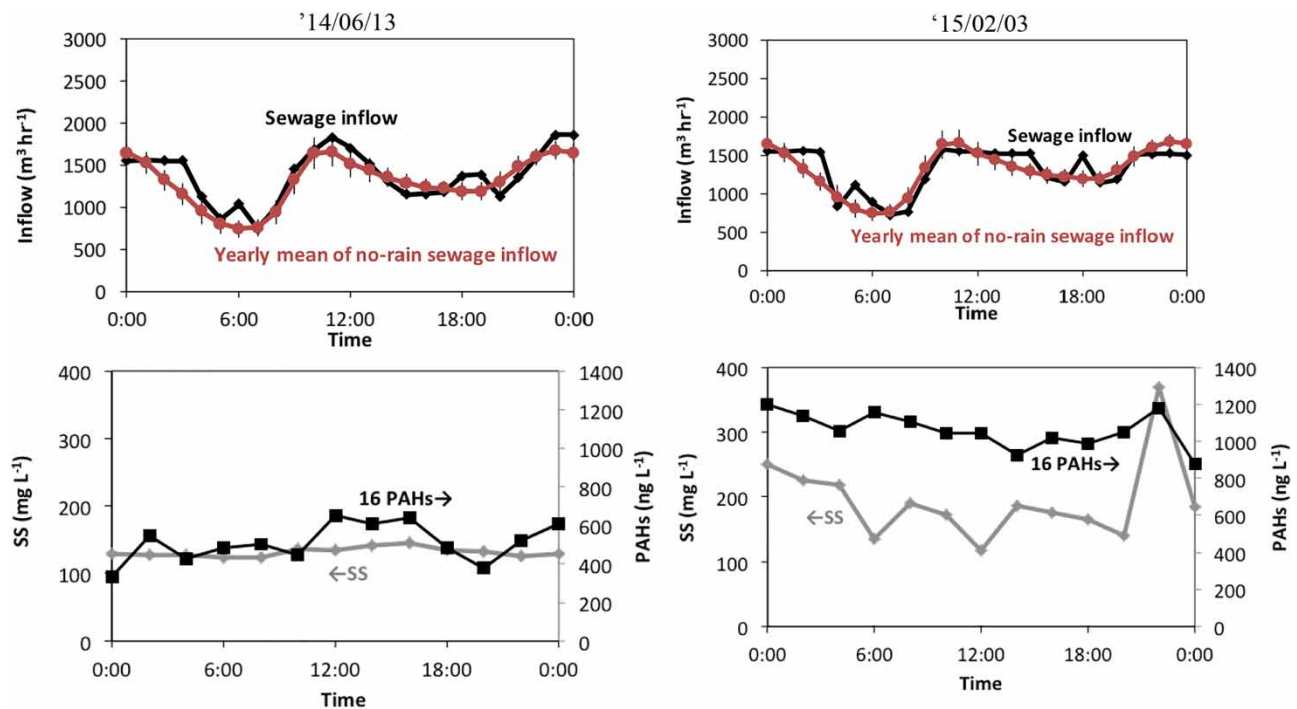 ’14/06/13
3000
2500
2000
1500
1000
500
0
Inflow (m³ hr⁻¹)
Sewage inflow
Yearly mean of no-rain sewage inflow
0:00 6:00 12:00 18:00 0:00
Time
‘15/02/03
3000
2500
2000
1500
1000
500
0
Inflow (m³ hr⁻¹)
Sewage inflow
Yearly mean of no-rain sewage inflow
0:00 6:00 12:00 18:00 0:00
Time
400
300
200
100
0
SS (mg L⁻¹)
16 PAHs→
←SS
1400
1200
1000
800
600
400
200
0
PAHs (ng L⁻¹)
0:00 6:00 12:00 18:00 0:00
Time
400
300
200
100
0
SS (mg L⁻¹)
16 PAHs→
←SS
1400
1200
1000
800
600
400
200
0
PAHs (ng L⁻¹)
0:00 6:00 12:00 18:00 0:00
Time